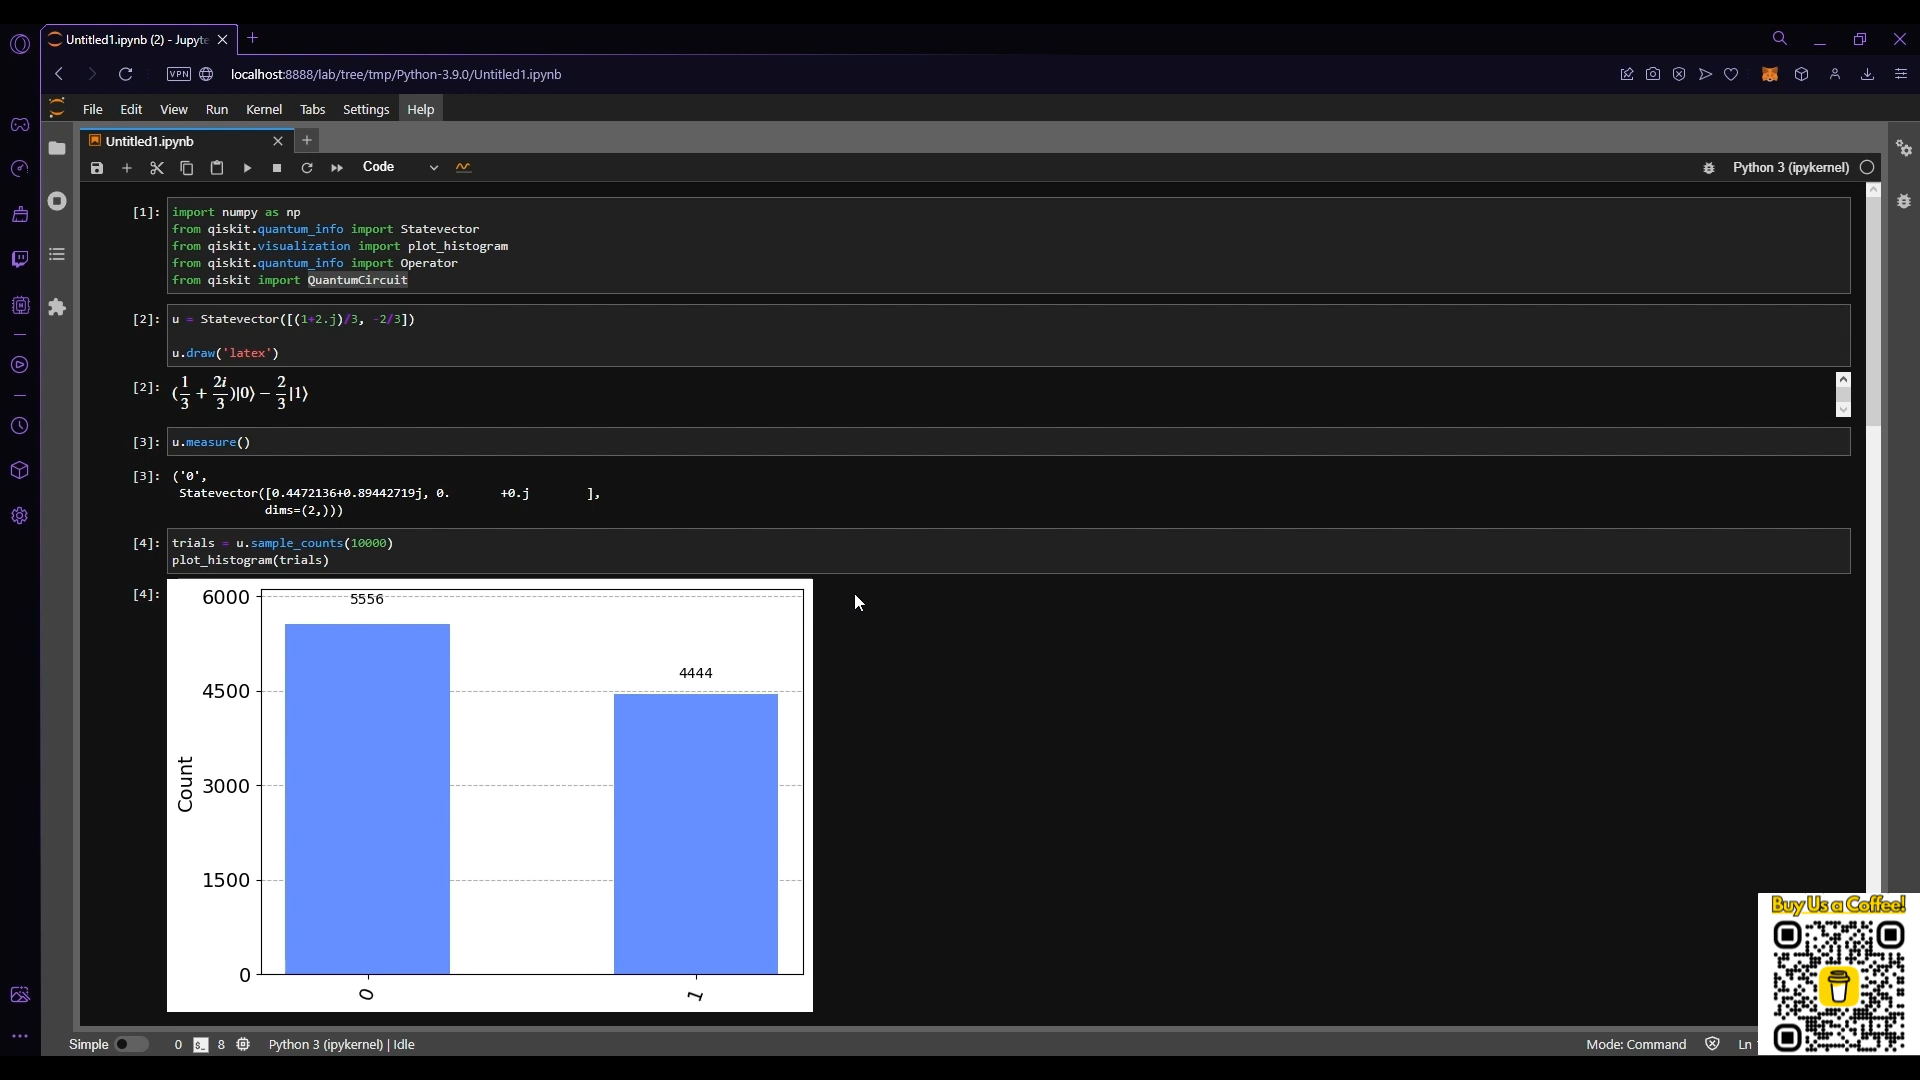 Untitled1.ipynb (2) - Jupyte
VPN localhost:8888/lab/tree/tmp/Python-3.9.0/Untitled1.ipynb
File Edit View Run Kernel Tabs Settings Help
Untitled1.ipynb
Code Python 3 (ipykernel)
[1]: import numpy as np
from qiskit.quantum_info import Statevector
from qiskit.visualization import plot_histogram
from qiskit.quantum_info import Operator
from qiskit import QuantumCircuit
[2]: u = Statevector([(1+2.j)/3, -2/3])
u.draw('latex')
[2]: (1/3 + 2i/3)|0⟩ − 2/3|1⟩
[3]: u.measure()
[3]: ('0',
Statevector([0.4472136+0.89442719j, 0. +0.j ],
dims=(2,)))
[4]: trials = u.sample_counts(10000)
plot_histogram(trials)
[4]:
6000
5556
4444
4500
3000
1500
0
Count
0 1
Buy Us a Coffee!
Simple 0 $_ 8 Python 3 (ipykernel) | Idle Mode: Command Ln